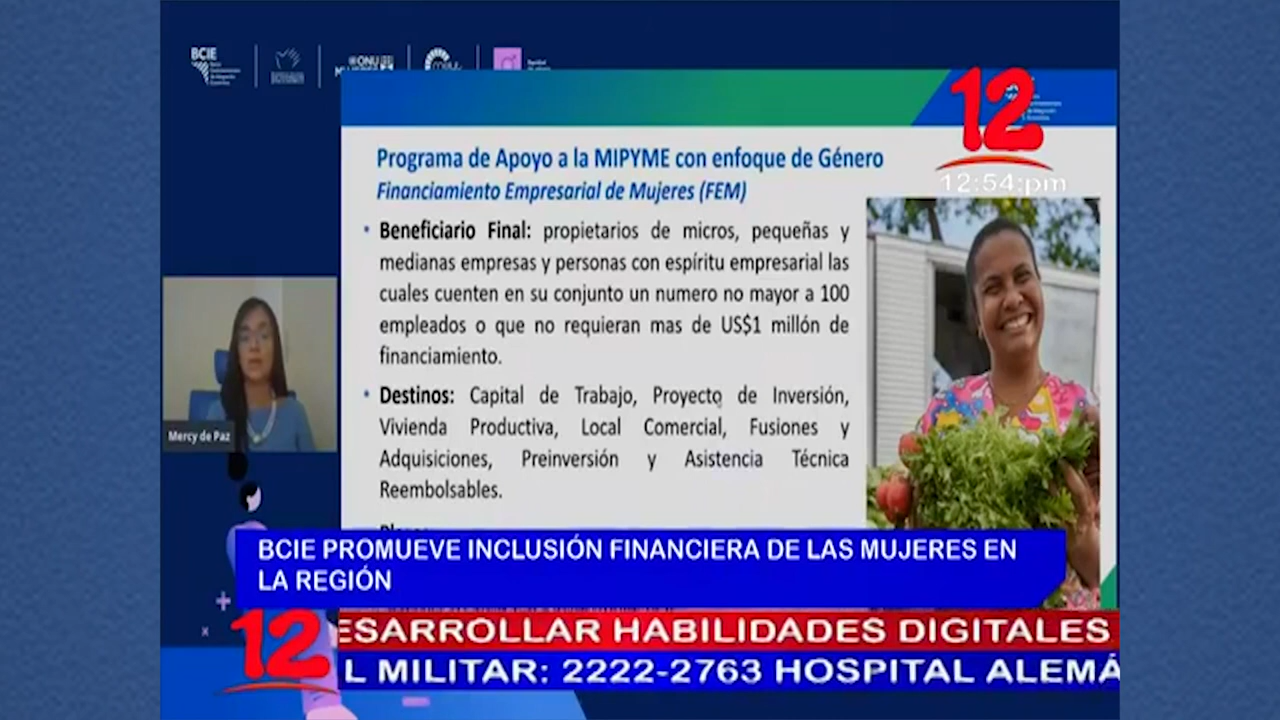 BCIE
ONU
12
12:54:pm
Programa de Apoyo a la MIPYME con enfoque de Género
Financiamiento Empresarial de Mujeres (FEM)
• Beneficiario Final: propietarios de micros, pequeñas y
medianas empresas y personas con espíritu empresarial las
cuales cuenten en su conjunto un numero no mayor a 100
empleados o que no requieran mas de US$1 millón de
financiamiento.
• Destinos: Capital de Trabajo, Proyecto de Inversión,
Vivienda Productiva, Local Comercial, Fusiones y
Adquisiciones, Preinversión y Asistencia Técnica
Reembolsables.
Mercy de Paz
BCIE PROMUEVE INCLUSIÓN FINANCIERA DE LAS MUJERES EN
LA REGIÓN
12
ESARROLLAR HABILIDADES DIGITALES
L MILITAR: 2222-2763 HOSPITAL ALEMÁ